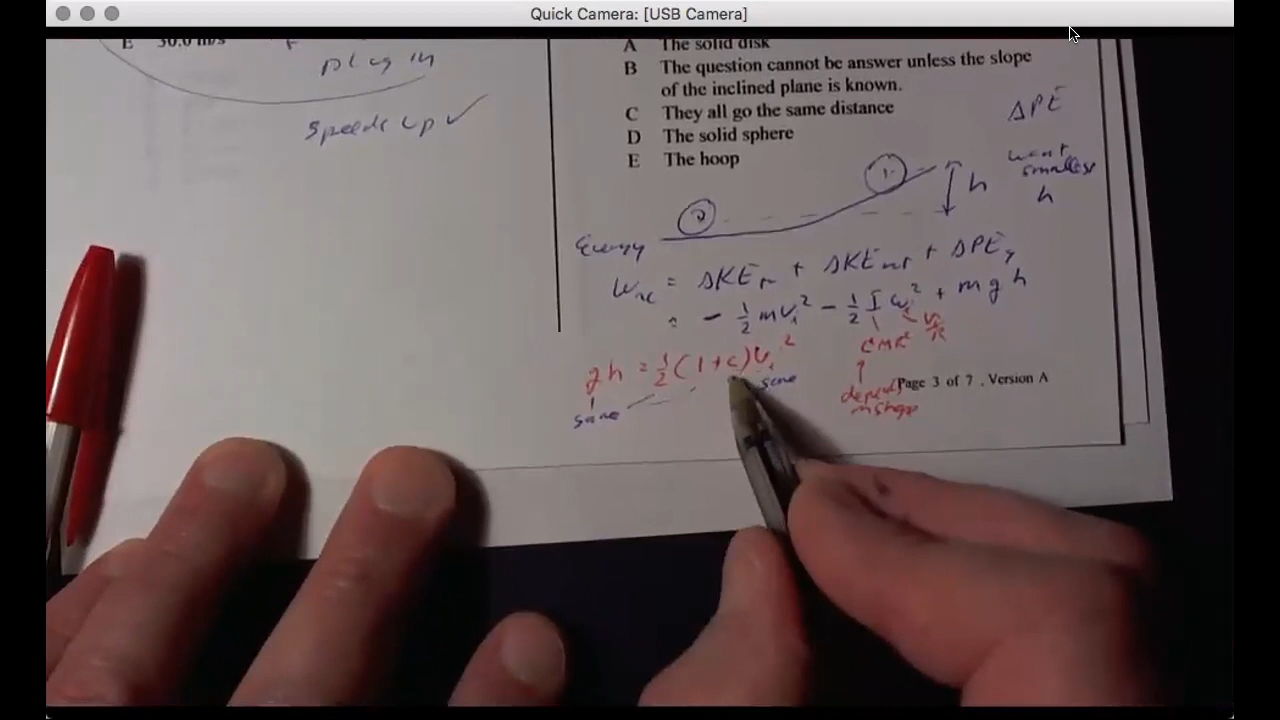 Quick Camera: [USB Camera]
E 30.0 m/s
plug in
speeds up ✓
A The solid disk
B The question cannot be answer unless the slope
of the inclined plane is known.
C They all go the same distance
D The solid sphere
E The hoop
ΔPE
want
smallest
h
h
Energy
Wnc = ΔKE + ΔKE + ΔPE
= - 1/2 mv² - 1/2 I ω² + mgh
cMR²
gh = 1/2 (1+c) v²
same
same
depends
on shape
Page 3 of 7 , Version A